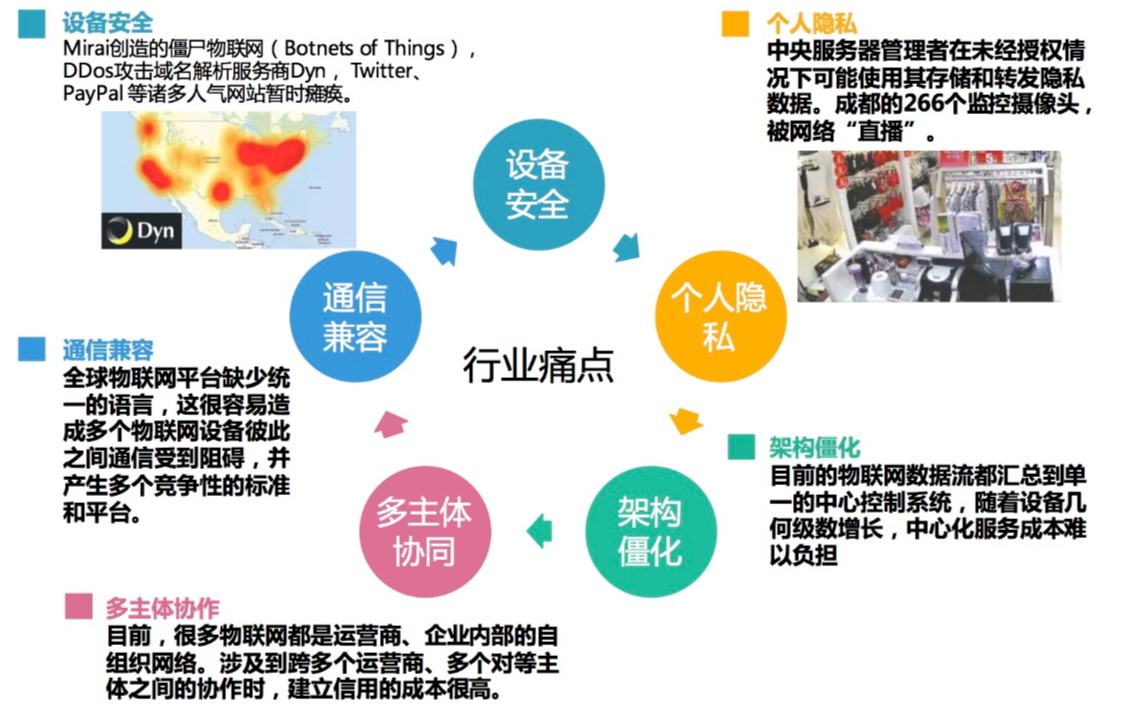 设备安全
Mirai创造的僵尸物联网（Botnets of Things），
DDos攻击域名解析服务商Dyn， Twitter、
PayPal 等诸多人气网站暂时瘫痪。
Dyn
个人隐私
中央服务器管理者在未经授权情
况下可能使用其存储和转发隐私
数据。成都的266个监控摄像头，
被网络“直播”。
设备
安全
个人隐
私
架构
僵化
多主体
协同
通信
兼容
行业痛点
通信兼容
全球物联网平台缺少统
一的语言，这很容易造
成多个物联网设备彼此
之间通信受到阻碍，并
产生多个竞争性的标准
和平台。
架构僵化
目前的物联网数据流都汇总到单
一的中心控制系统，随着设备几
何级数增长，中心化服务成本难
以负担
多主体协作
目前，很多物联网都是运营商、企业内部的自
组织网络。涉及到跨多个运营商、多个对等主
体之间的协作时，建立信用的成本很高。